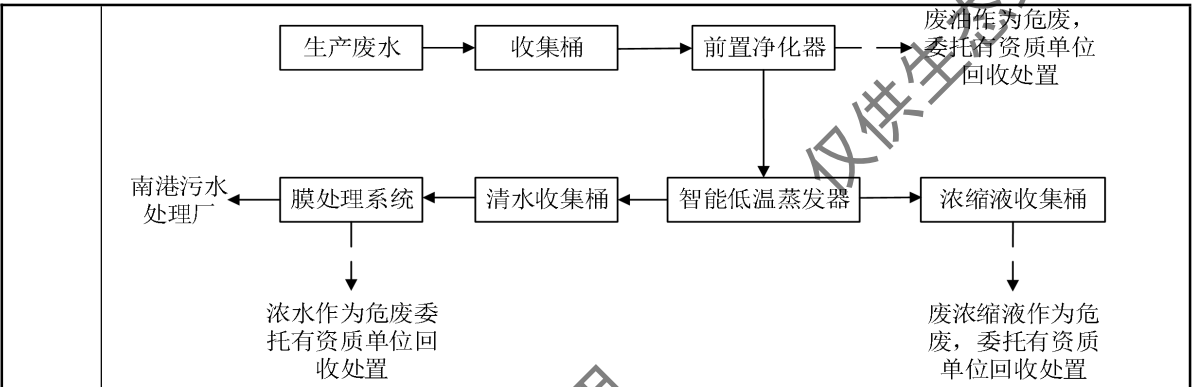 生产废水
收集桶
前置净化器
废油作为危废，
委托有资质单位
回收处置
南港污水
处理厂
膜处理系统
清水收集桶
智能低温蒸发器
浓缩液收集桶
浓水作为危废委
托有资质单位回
收处置
废浓缩液作为危
废，委托有资质
单位回收处置
仅供生态